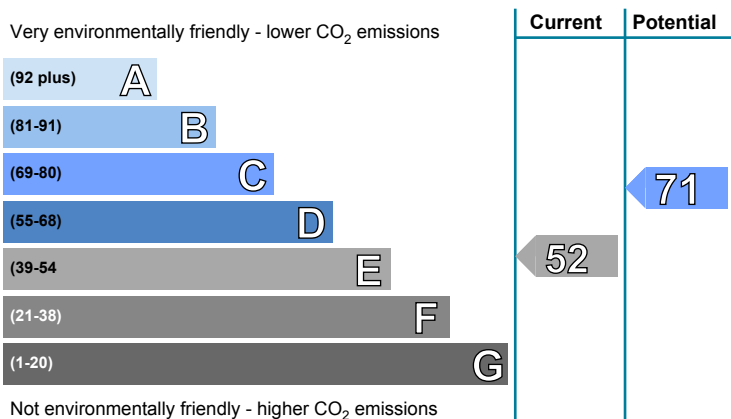 Very environmentally friendly - lower CO2 emissions
Current
Potential
(92 plus) A
(81-91) B
(69-80) C
71
(55-68) D
(39-54 E
52
(21-38) F
(1-20) G
Not environmentally friendly - higher CO2 emissions